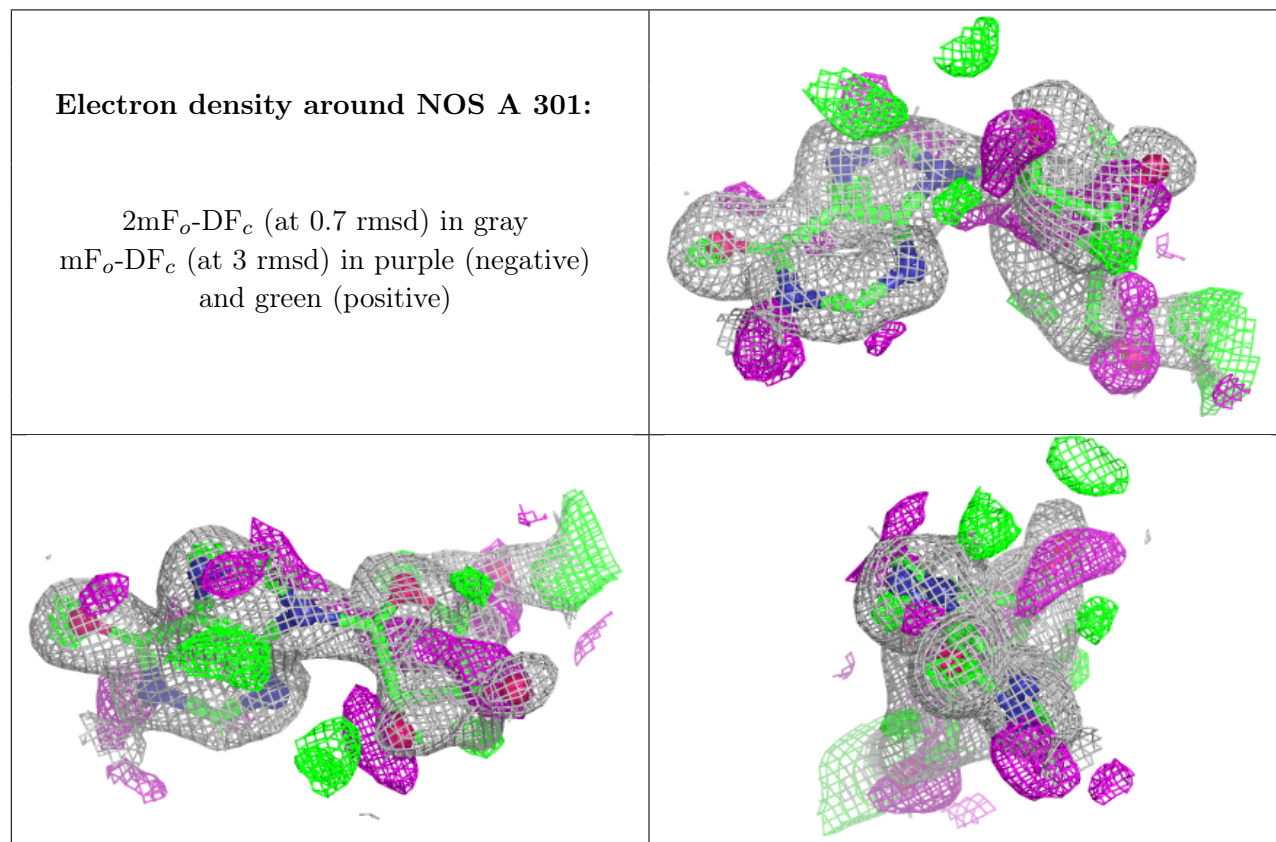 Electron density around NOS A 301:
2mFₒ-DF𝒸 (at 0.7 rmsd) in gray
mFₒ-DF𝒸 (at 3 rmsd) in purple (negative)
and green (positive)